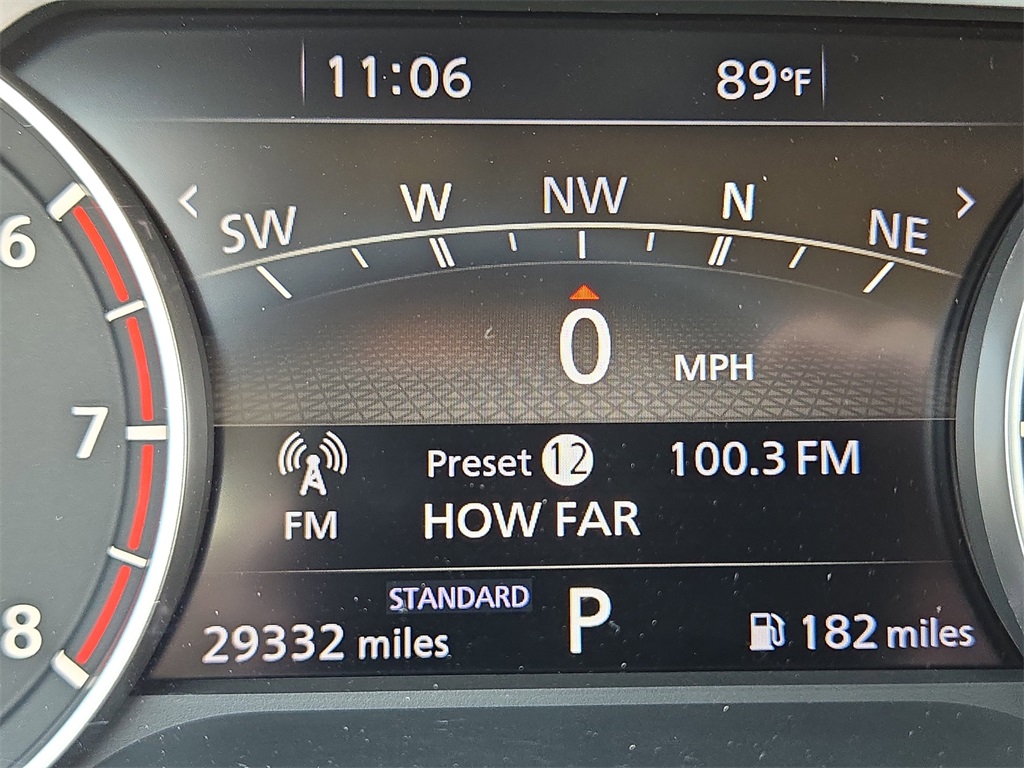 11:06 89°F
SW W NW N NE
6
0 MPH
7
Preset 12 100.3 FM
FM HOW FAR
STANDARD
P
8
29332 miles 182 miles